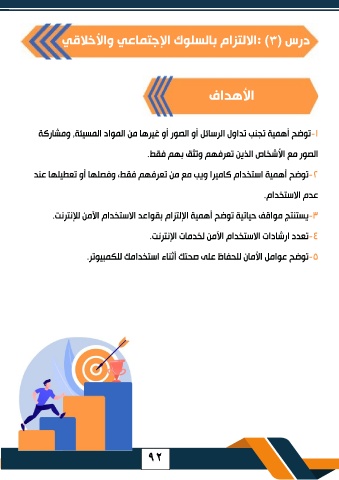 درس (٣) :الالتزام بالسلوك الإجتماعي والأخلاقي
الأهداف
١-توضح أهمية تجنب تداول الرسائل أو الصور أو غيرها من المواد المسيئة، ومشاركة
الصور مع الأشخاص الذين تعرفهم وتثق بهم فقط.
٢-توضح أهمية استخدام كاميرا ويب مع من تعرفهم فقط، وفصلها أو تعطيلها عند
عدم الاستخدام.
٣-يستنتج مواقف حياتية توضح أهمية الإلتزام بقواعد الاستخدام الآمن للإنترنت.
٤-تعدد ارشادات الاستخدام الآمن لخدمات الإنترنت.
٥-توضح عوامل الأمان للحفاظ على صحتك أثناء استخدامك للكمبيوتر.
٩٢